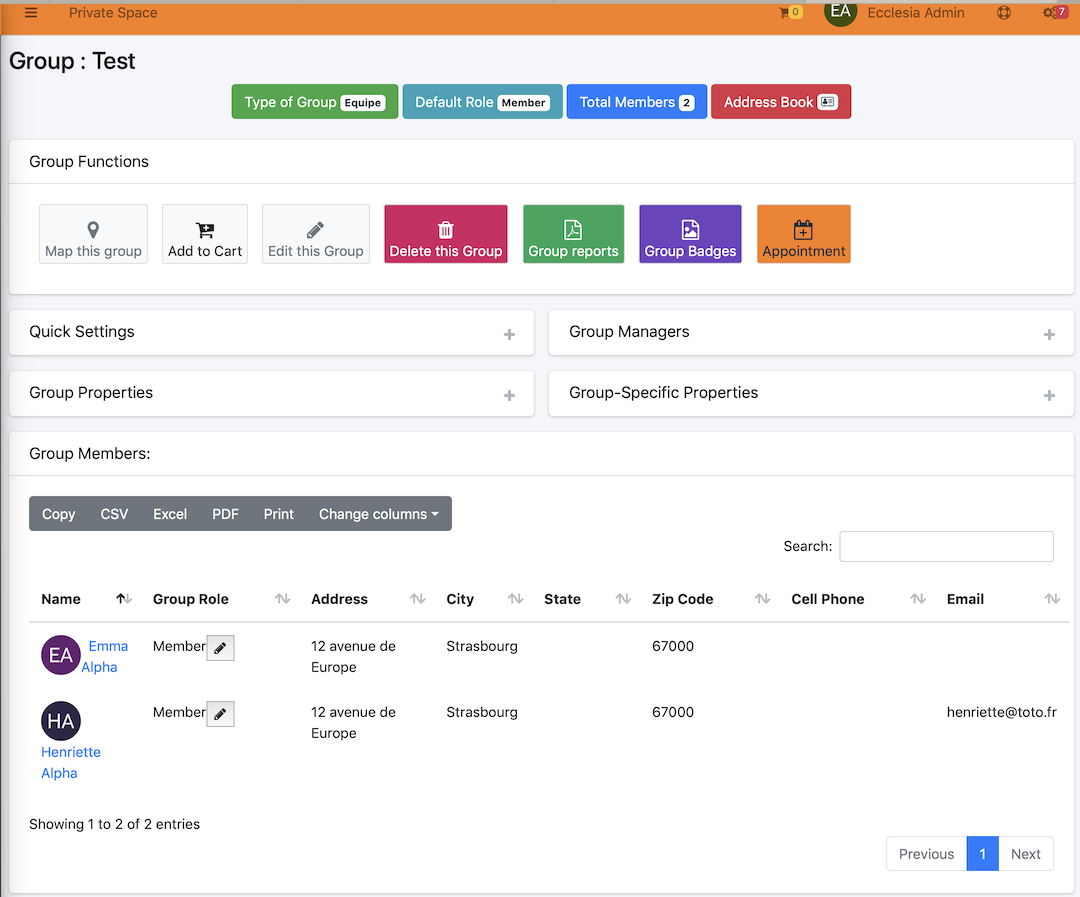 Private Space 0 EA Ecclesia Admin 7
Group : Test
Type of Group Equipe Default Role Member Total Members 2 Address Book
Group Functions
Map this group Add to Cart Edit this Group Delete this Group Group reports Group Badges Appointment
Quick Settings Group Managers
Group Properties Group-Specific Properties
Group Members:
Copy CSV Excel PDF Print Change columns
Search:
Name Group Role Address City State Zip Code Cell Phone Email
EA Emma Member 12 avenue de Strasbourg 67000
Alpha Europe
HA Member 12 avenue de Strasbourg 67000 henriette@toto.fr
Europe
Henriette
Alpha
Showing 1 to 2 of 2 entries
Previous 1 Next